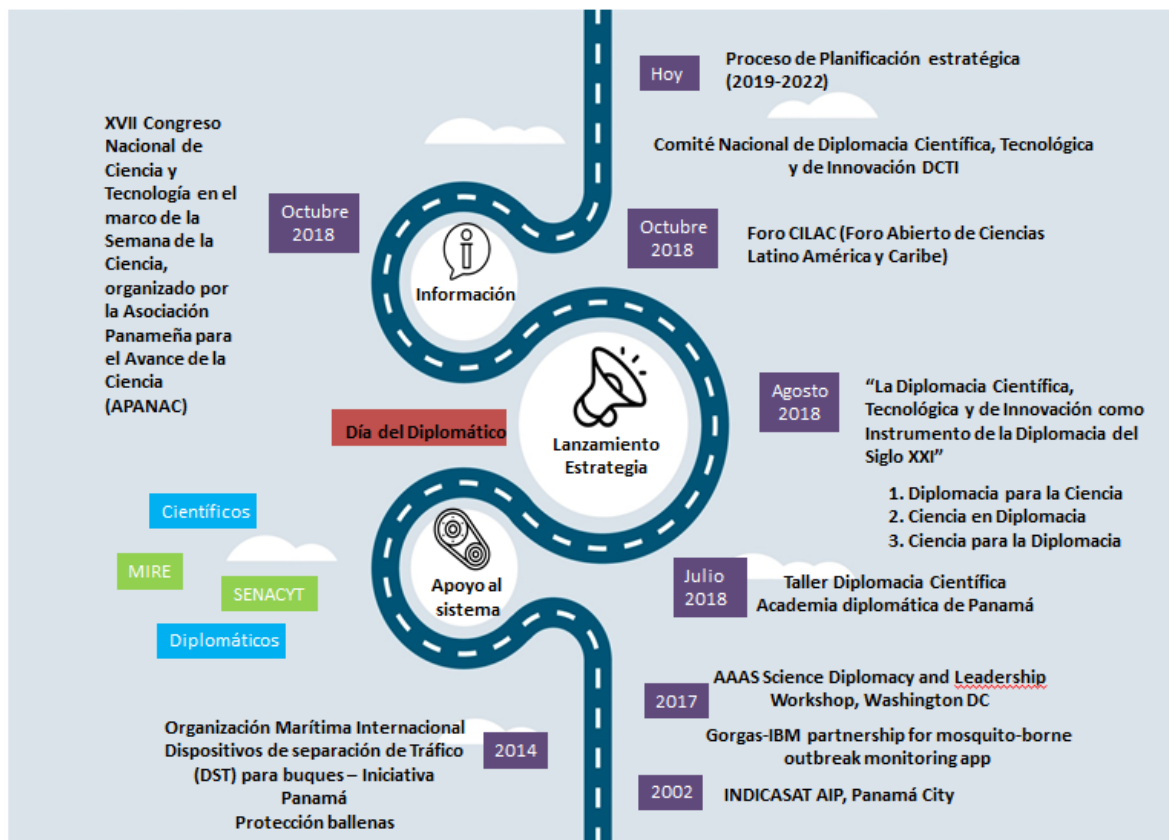 Hoy
Proceso de Planificación estratégica
(2019-2022)
Comité Nacional de Diplomacia Científica, Tecnológica
y de Innovación DCTI
XVII Congreso
Nacional de
Ciencia y
Tecnología en el
marco de la
Semana de la
Ciencia,
organizado por
la Asociación
Panameña para
el Avance de la
Ciencia
(APANAC)
Octubre
2018
Octubre
2018
Foro CILAC (Foro Abierto de Ciencias
Latino América y Caribe)
Información
Día del Diplomático
Lanzamiento
Estrategia
Agosto
2018
“La Diplomacia Científica,
Tecnológica y de Innovación como
Instrumento de la Diplomacia del
Siglo XXI”
1. Diplomacia para la Ciencia
2. Ciencia en Diplomacia
3. Ciencia para la Diplomacia
Científicos
MIRE
SENACYT
Diplomáticos
Apoyo al
sistema
Julio
2018
Taller Diplomacia Científica
Academia diplomática de Panamá
2017
AAAS Science Diplomacy and Leadership
Workshop, Washington DC
Gorgas-IBM partnership for mosquito-borne
outbreak monitoring app
Organización Marítima Internacional
Dispositivos de separación de Tráfico
(DST) para buques – Iniciativa
Panamá
Protección ballenas
2014
2002
INDICASAT AIP, Panamá City